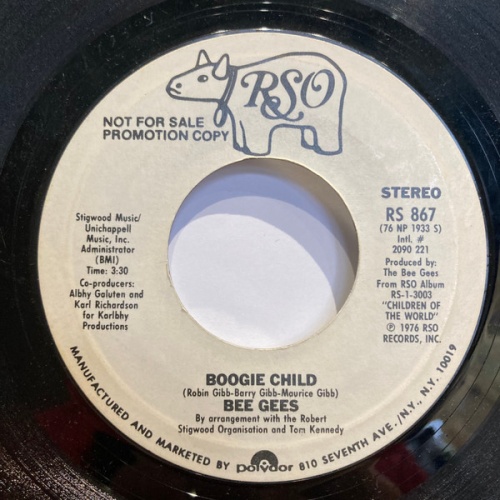 RSO
NOT FOR SALE
PROMOTION COPY
STEREO
RS 867
(76 NP 1933 S)
Intl. #
2090 221
Produced by:
The Bee Gees
From RSO Album
RS-1-3003
"CHILDREN OF
THE WORLD"
℗ 1976 RSO
RECORDS, INC.
Stigwood Music/
Unichappell
Music, Inc.
Administrator
(BMI)
Time: 3:30
Co-producers:
Albhy Galuten and
Karl Richardson
for Karlbhy
Productions
BOOGIE CHILD
(Robin Gibb-Barry Gibb-Maurice Gibb)
BEE GEES
By arrangement with the Robert
Stigwood Organisation and Tom Kennedy
MANUFACTURED AND MARKETED BY polydor 810 SEVENTH AVE./N.Y., N.Y. 10019